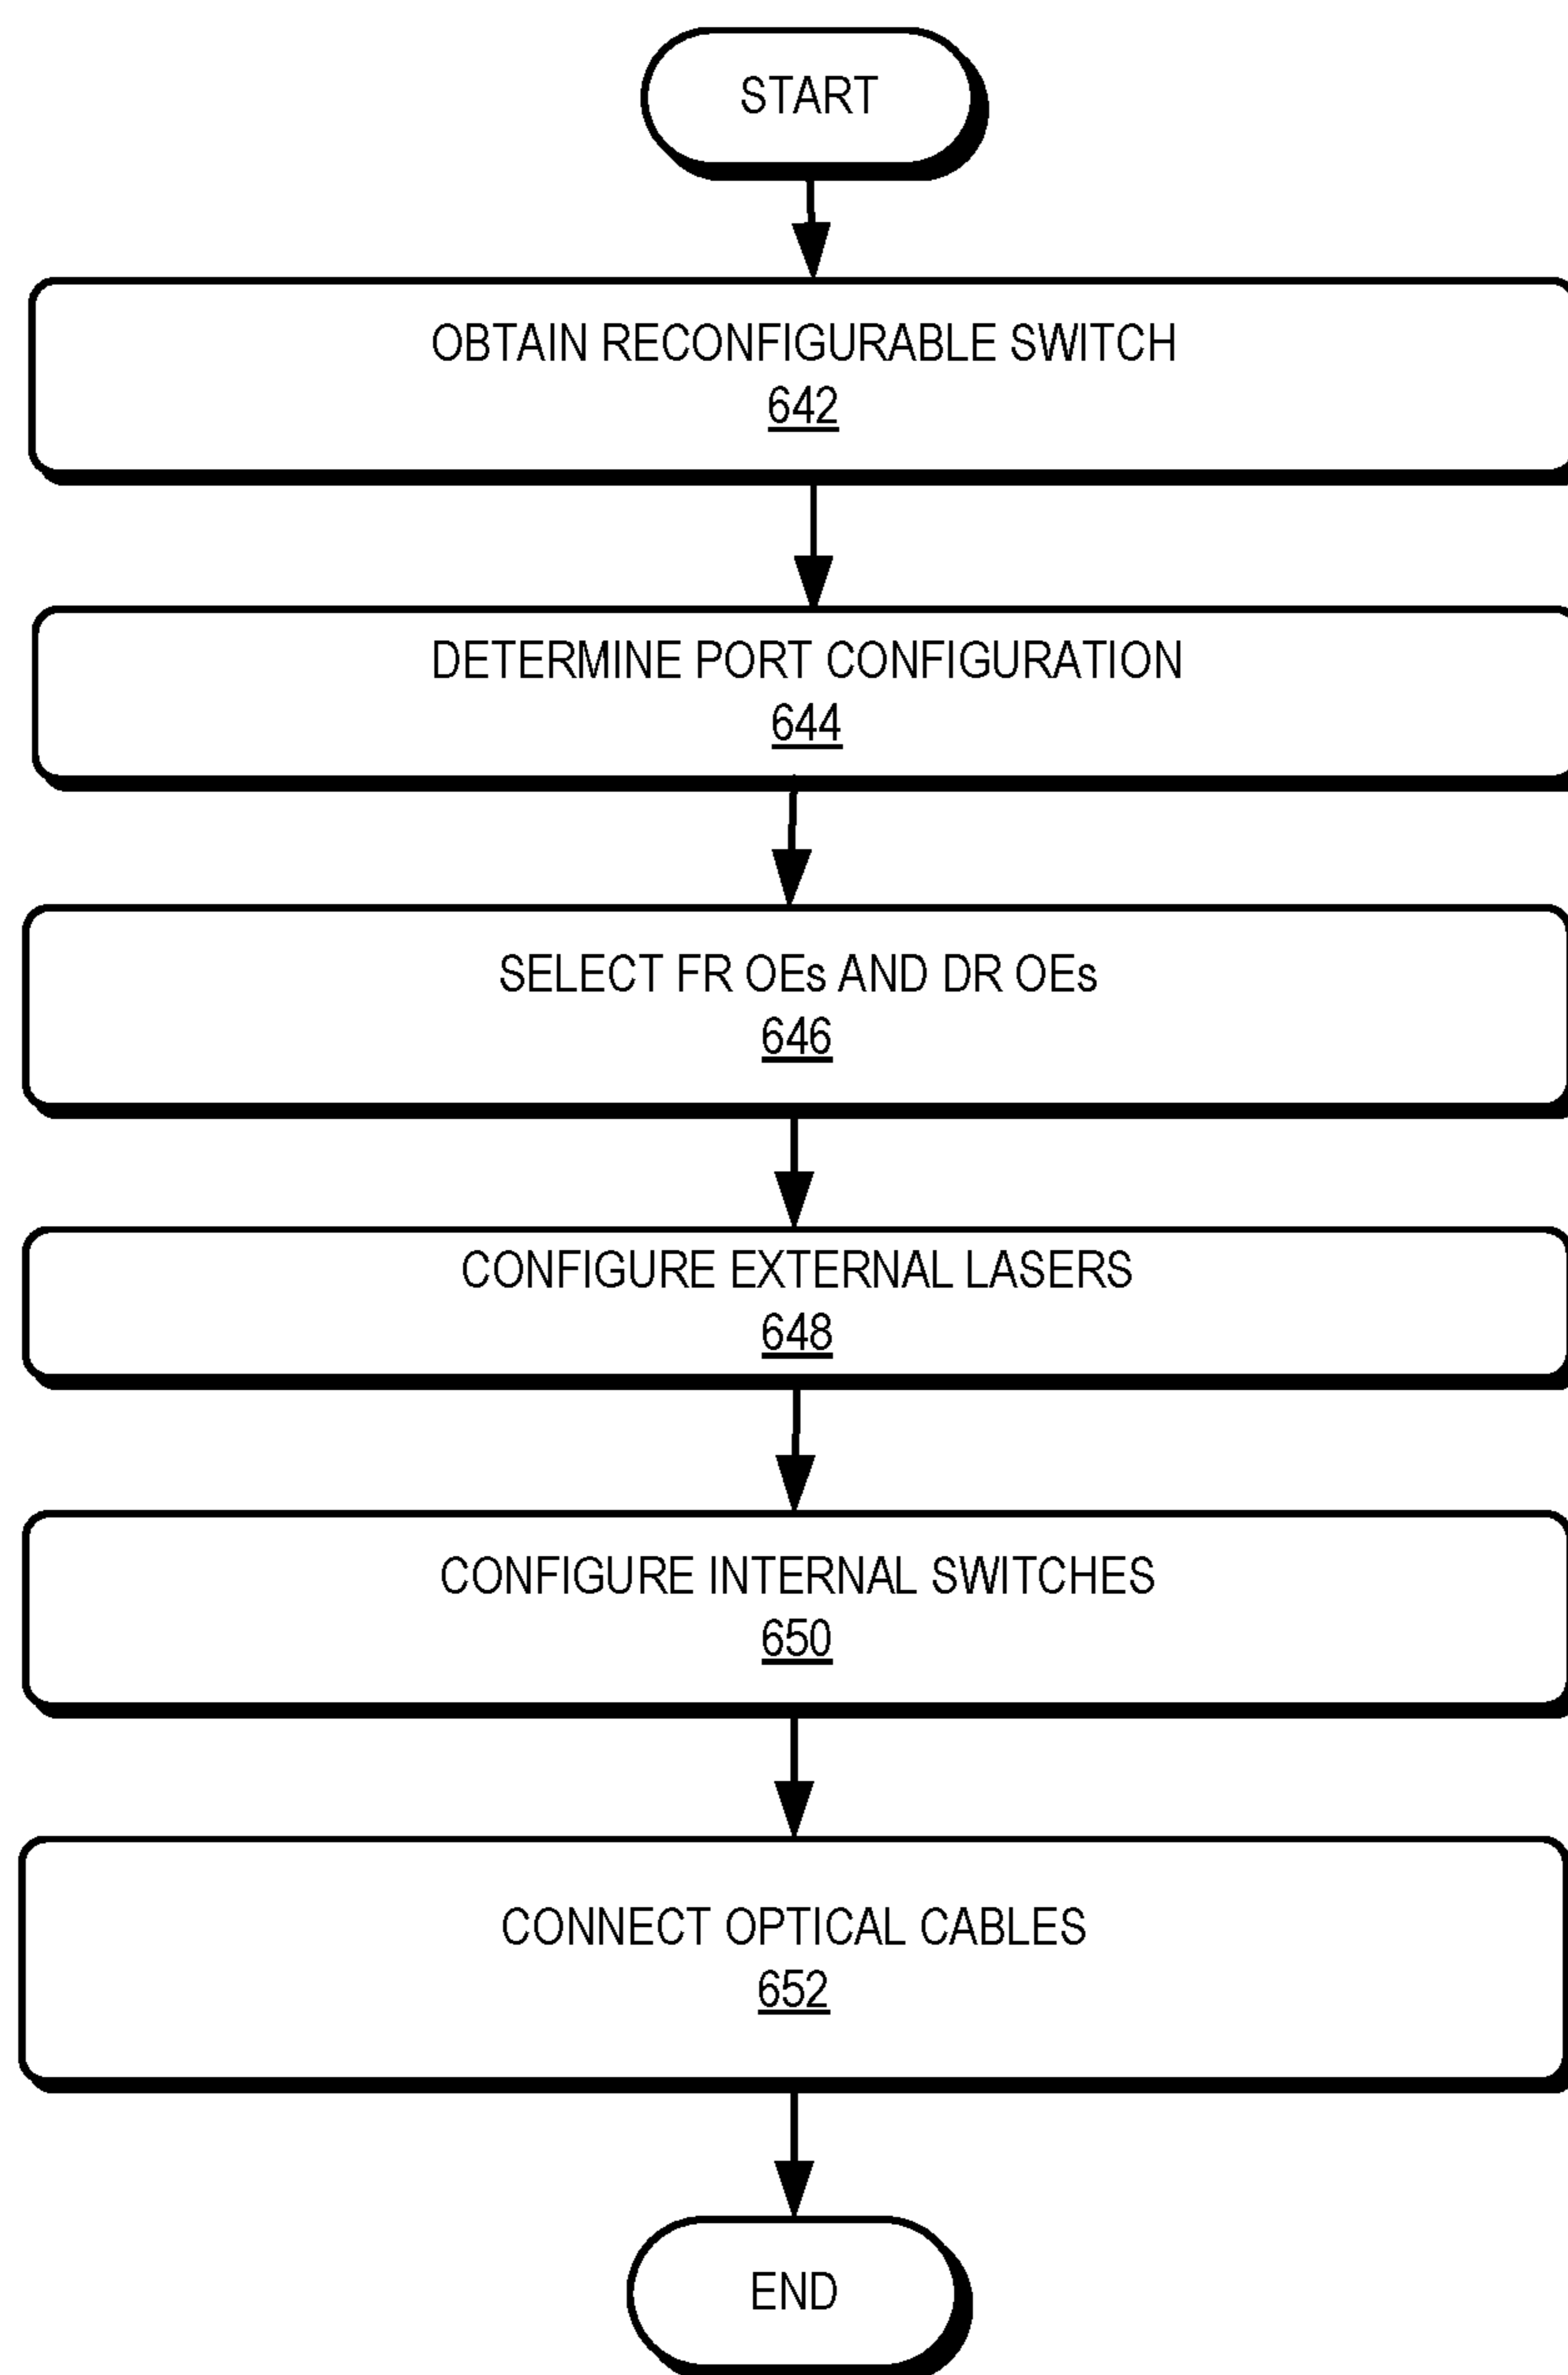 START
OBTAIN RECONFIGURABLE SWITCH
642
DETERMINE PORT CONFIGURATION
644
SELECT FR OEs AND DR OEs
646
CONFIGURE EXTERNAL LASERS
648
CONFIGURE INTERNAL SWITCHES
650
CONNECT OPTICAL CABLES
652
END